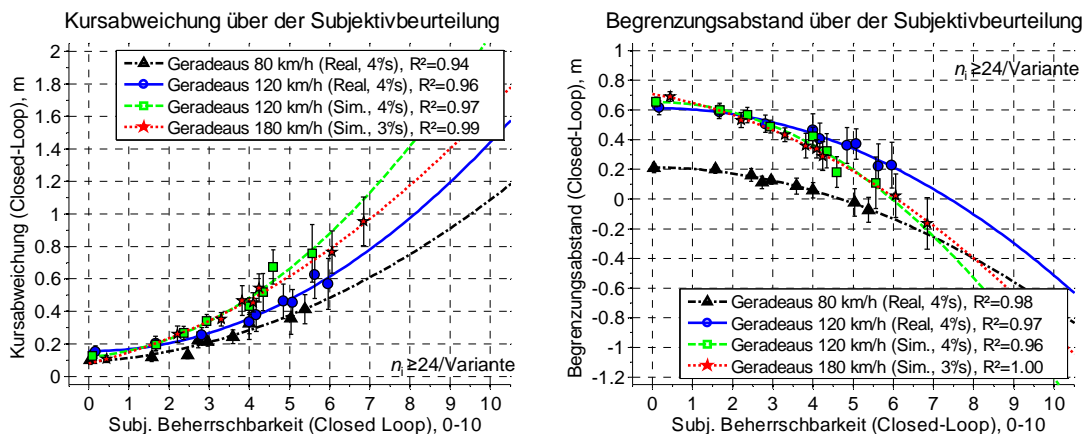 Kursabweichung über der Subjektivbeurteilung
Kursabweichung (Closed-Loop), m
2
1.8
1.6
1.4
1.2
1
0.8
0.6
0.4
0.2
0
Geradeaus 80 km/h (Real, 4°/s), R²=0.94
Geradeaus 120 km/h (Real, 4°/s), R²=0.96
Geradeaus 120 km/h (Sim., 4°/s), R²=0.97
Geradeaus 180 km/h (Sim., 3°/s), R²=0.99
nᵢ≥24/Variante
0 1 2 3 4 5 6 7 8 9 10
Subj. Beherrschbarkeit (Closed Loop), 0-10
Begrenzungsabstand über der Subjektivbeurteilung
Begrenzungsabstand (Closed-Loop), m
1
0.8
0.6
0.4
0.2
0
-0.2
-0.4
-0.6
-0.8
-1
-1.2
nᵢ≥24/Variante
Geradeaus 80 km/h (Real, 4°/s), R²=0.98
Geradeaus 120 km/h (Real, 4°/s), R²=0.97
Geradeaus 120 km/h (Sim., 4°/s), R²=0.96
Geradeaus 180 km/h (Sim., 3°/s), R²=1.00
0 1 2 3 4 5 6 7 8 9 10
Subj. Beherrschbarkeit (Closed-Loop), 0-10